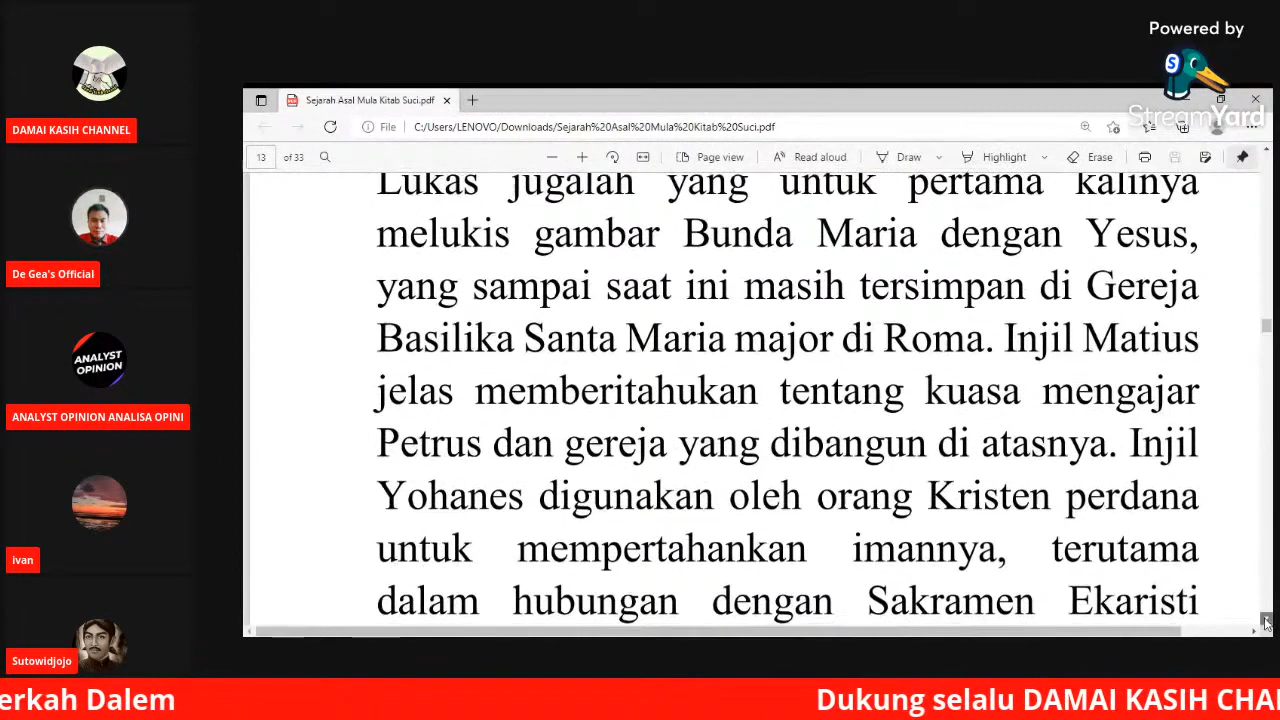 Powered by
S
StreamYard
DAMAI KASIH CHANNEL
De Gea's Official
ANALYST
OPINION
ANALYST OPINION ANALISA OPINI
ivan
Sutowidjojo
Sejarah Asal Mula Kitab Suci.pdf
File C:/Users/LENOVO/Downloads/Sejarah%20Asal%20Mula%20Kitab%20Suci.pdf
13 of 33 Page view Read aloud Draw Highlight Erase
Lukas jugalah yang untuk pertama kalinya
melukis gambar Bunda Maria dengan Yesus,
yang sampai saat ini masih tersimpan di Gereja
Basilika Santa Maria major di Roma. Injil Matius
jelas memberitahukan tentang kuasa mengajar
Petrus dan gereja yang dibangun di atasnya. Injil
Yohanes digunakan oleh orang Kristen perdana
untuk mempertahankan imannya, terutama
dalam hubungan dengan Sakramen Ekaristi
erkah Dalem Dukung selalu DAMAI KASIH CHA